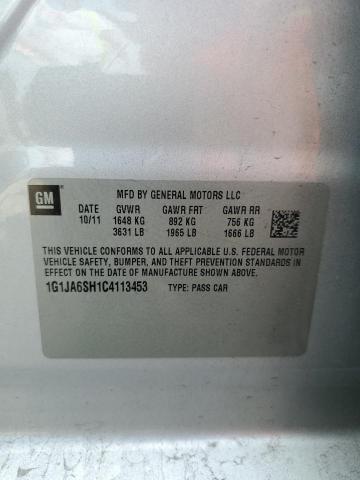 GM
MFD BY GENERAL MOTORS LLC
DATE GVWR GAWR FRT GAWR RR
10/11 1648 KG 892 KG 756 KG
3631 LB 1965 LB 1666 LB
THIS VEHICLE CONFORMS TO ALL APPLICABLE U.S. FEDERAL MOTOR
VEHICLE SAFETY, BUMPER, AND THEFT PREVENTION STANDARDS IN
EFFECT ON THE DATE OF MANUFACTURE SHOWN ABOVE.
1G1JA6SH1C4113453 TYPE: PASS CAR